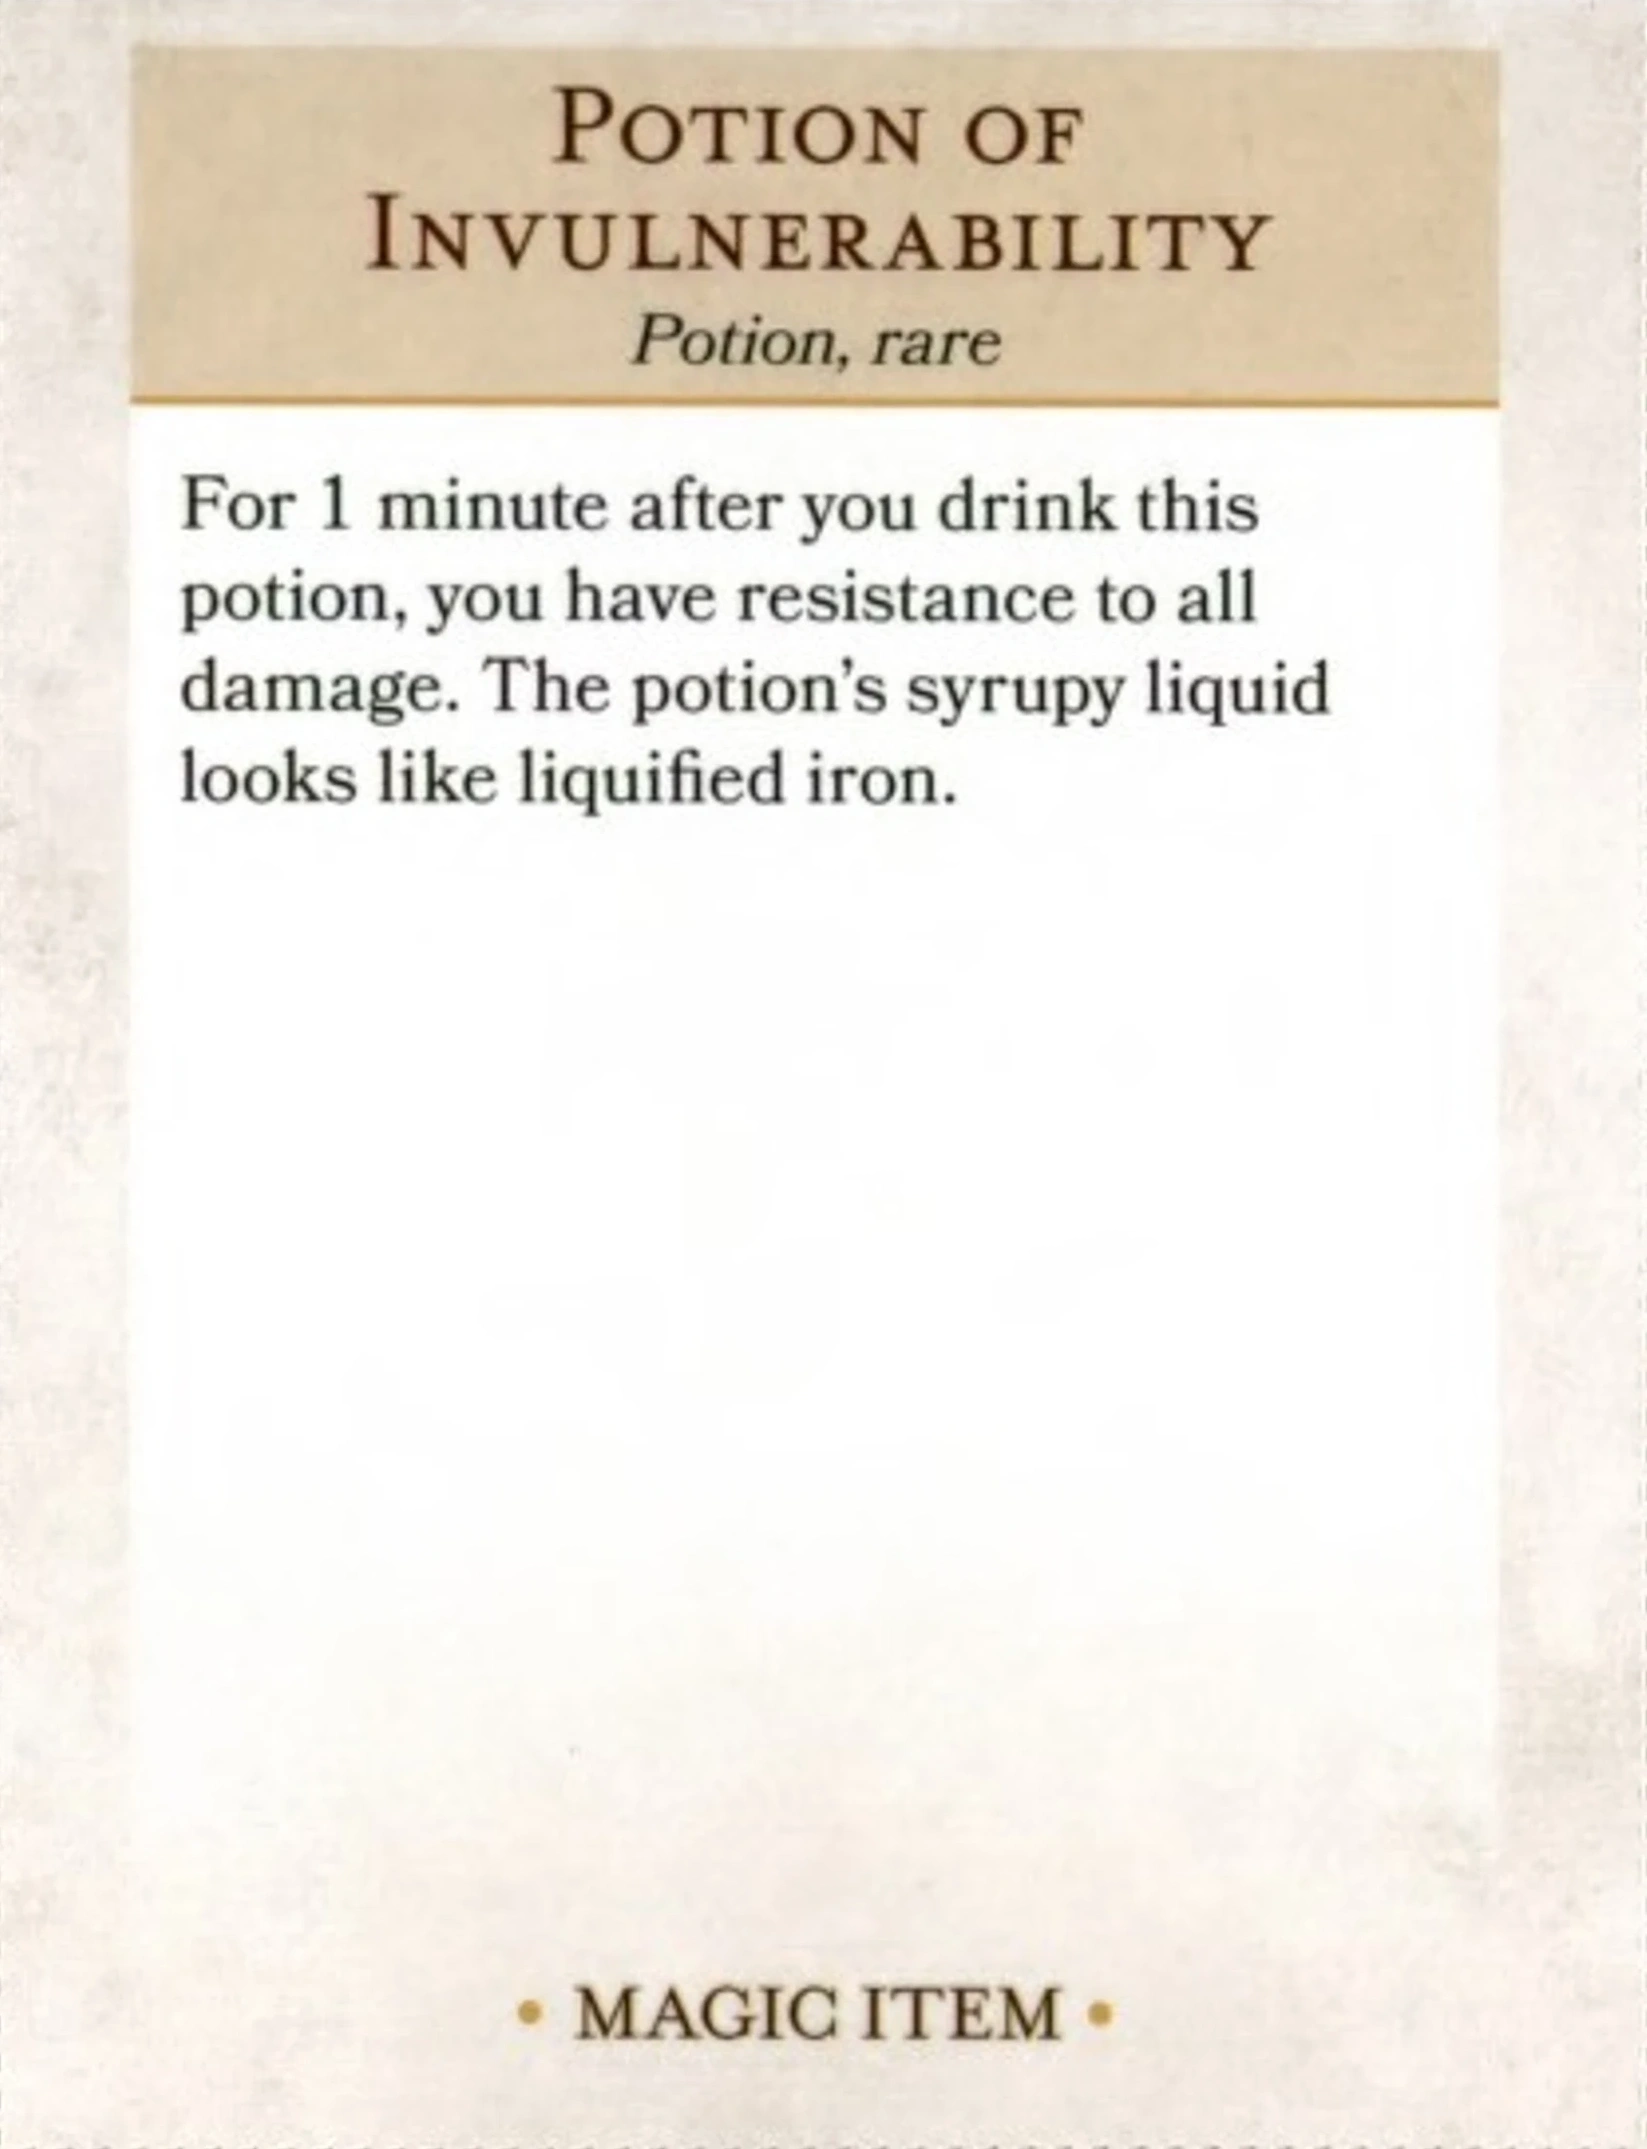 Potion of
Invulnerability
Potion, rare
For 1 minute after you drink this
potion, you have resistance to all
damage. The potion’s syrupy liquid
looks like liquified iron.
• MAGIC ITEM •